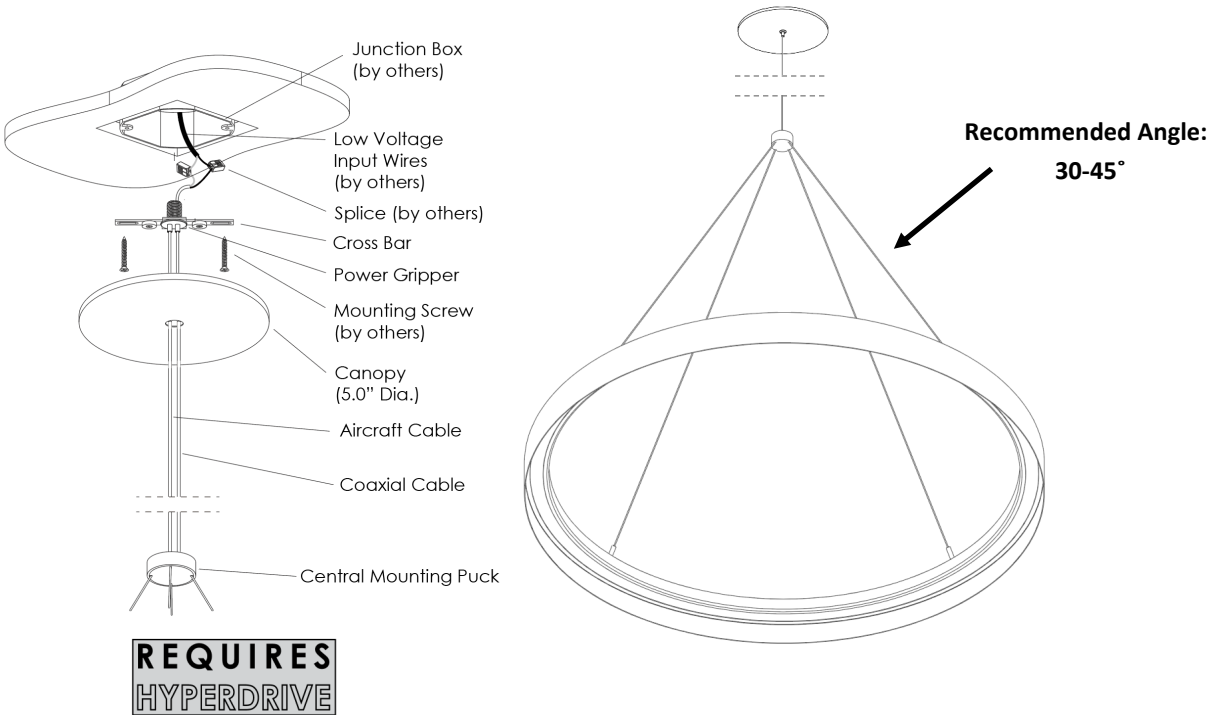 Junction Box
(by others)
Low Voltage
Input Wires
(by others)
Splice (by others)
Cross Bar
Power Gripper
Mounting Screw
(by others)
Canopy
(5.0” Dia.)
Aircraft Cable
Coaxial Cable
Central Mounting Puck
REQUIRES
HYPERDRIVE
Recommended Angle:
30-45˚